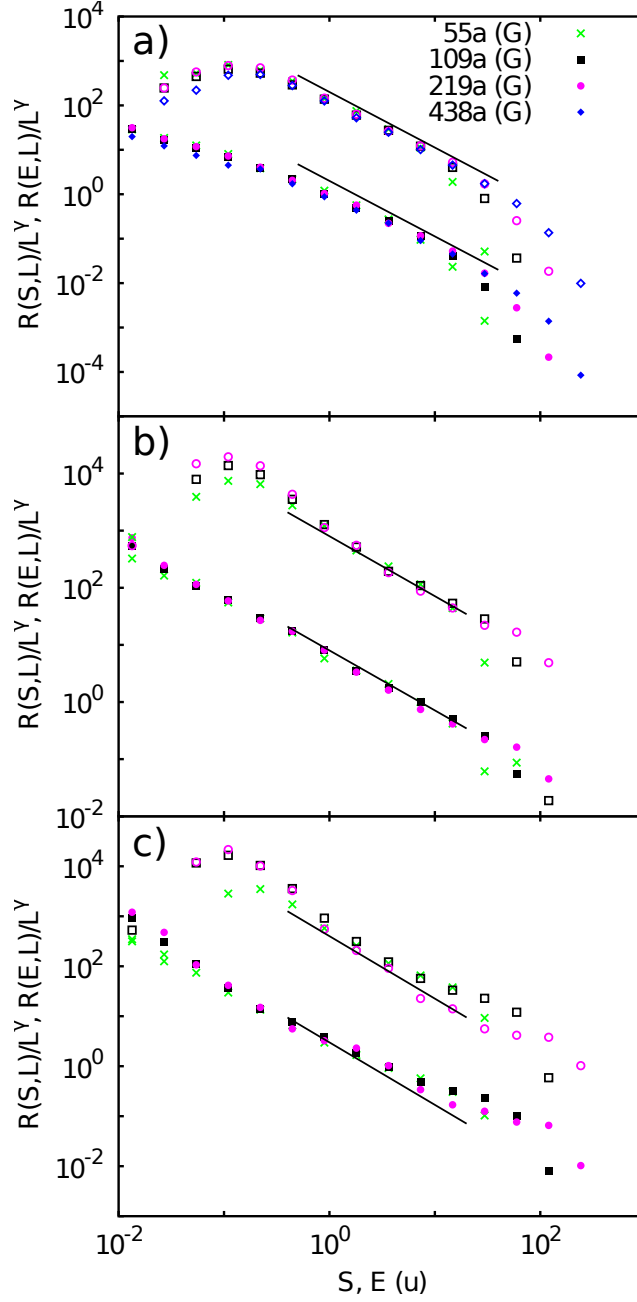 a)
55a (G)
109a (G)
219a (G)
438a (G)
10^4
10^2
10^0
10^-2
10^-4
R(S,L)/L^γ, R(E,L)/L^γ
b)
10^4
10^2
10^0
10^-2
R(S,L)/L^γ, R(E,L)/L^γ
c)
10^4
10^2
10^0
10^-2
R(S,L)/L^γ, R(E,L)/L^γ
10^-2 10^0 10^2
S, E (u)